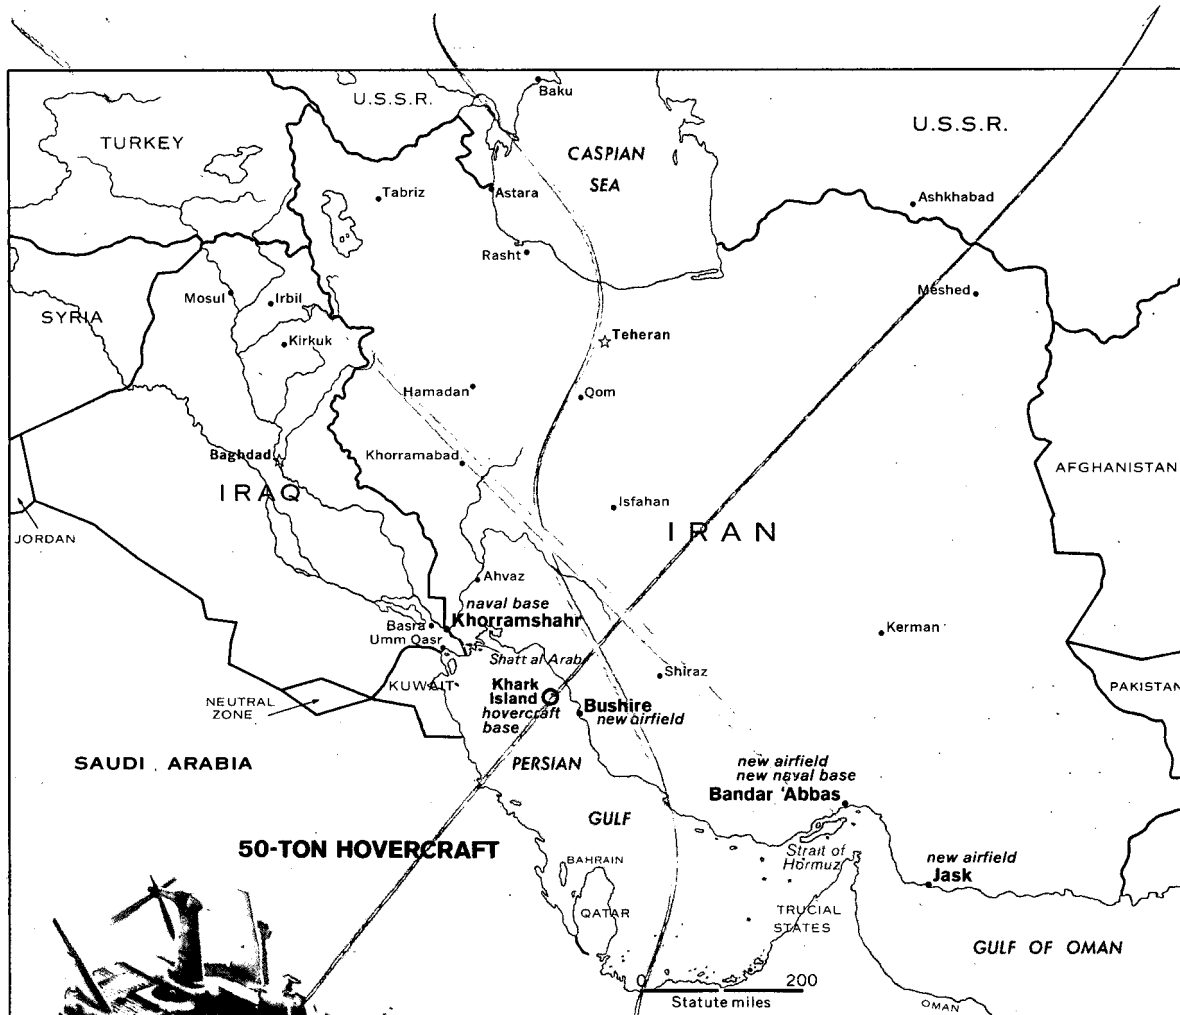 Baku
U.S.S.R.
U.S.S.R.
TURKEY
CASPIAN
SEA
Tabriz
Astara
Ashkhabad
Rasht
Mosul
Irbil
Meshed
SYRIA
Kirkuk
Teheran
Hamadan
Qom
Baghdad
Khorramabad
IRAQ
AFGHANISTAN
Isfahan
IRAN
JORDAN
Ahvaz
naval base
Khorramshahr
Basra
Umm Qasr
Kerman
Shatt al Arab
Shiraz
KUWAIT
Khark
Island
hovercraft
base
PAKISTAN
NEUTRAL
ZONE
Bushire
new airfield
SAUDI ARABIA
PERSIAN
new airfield
new naval base
Bandar 'Abbas
GULF
50-TON HOVERCRAFT
Strait of
Hormuz
BAHRAIN
new airfield
Jask
QATAR
TRUCIAL
STATES
GULF OF OMAN
0 200
Statute miles
OMAN